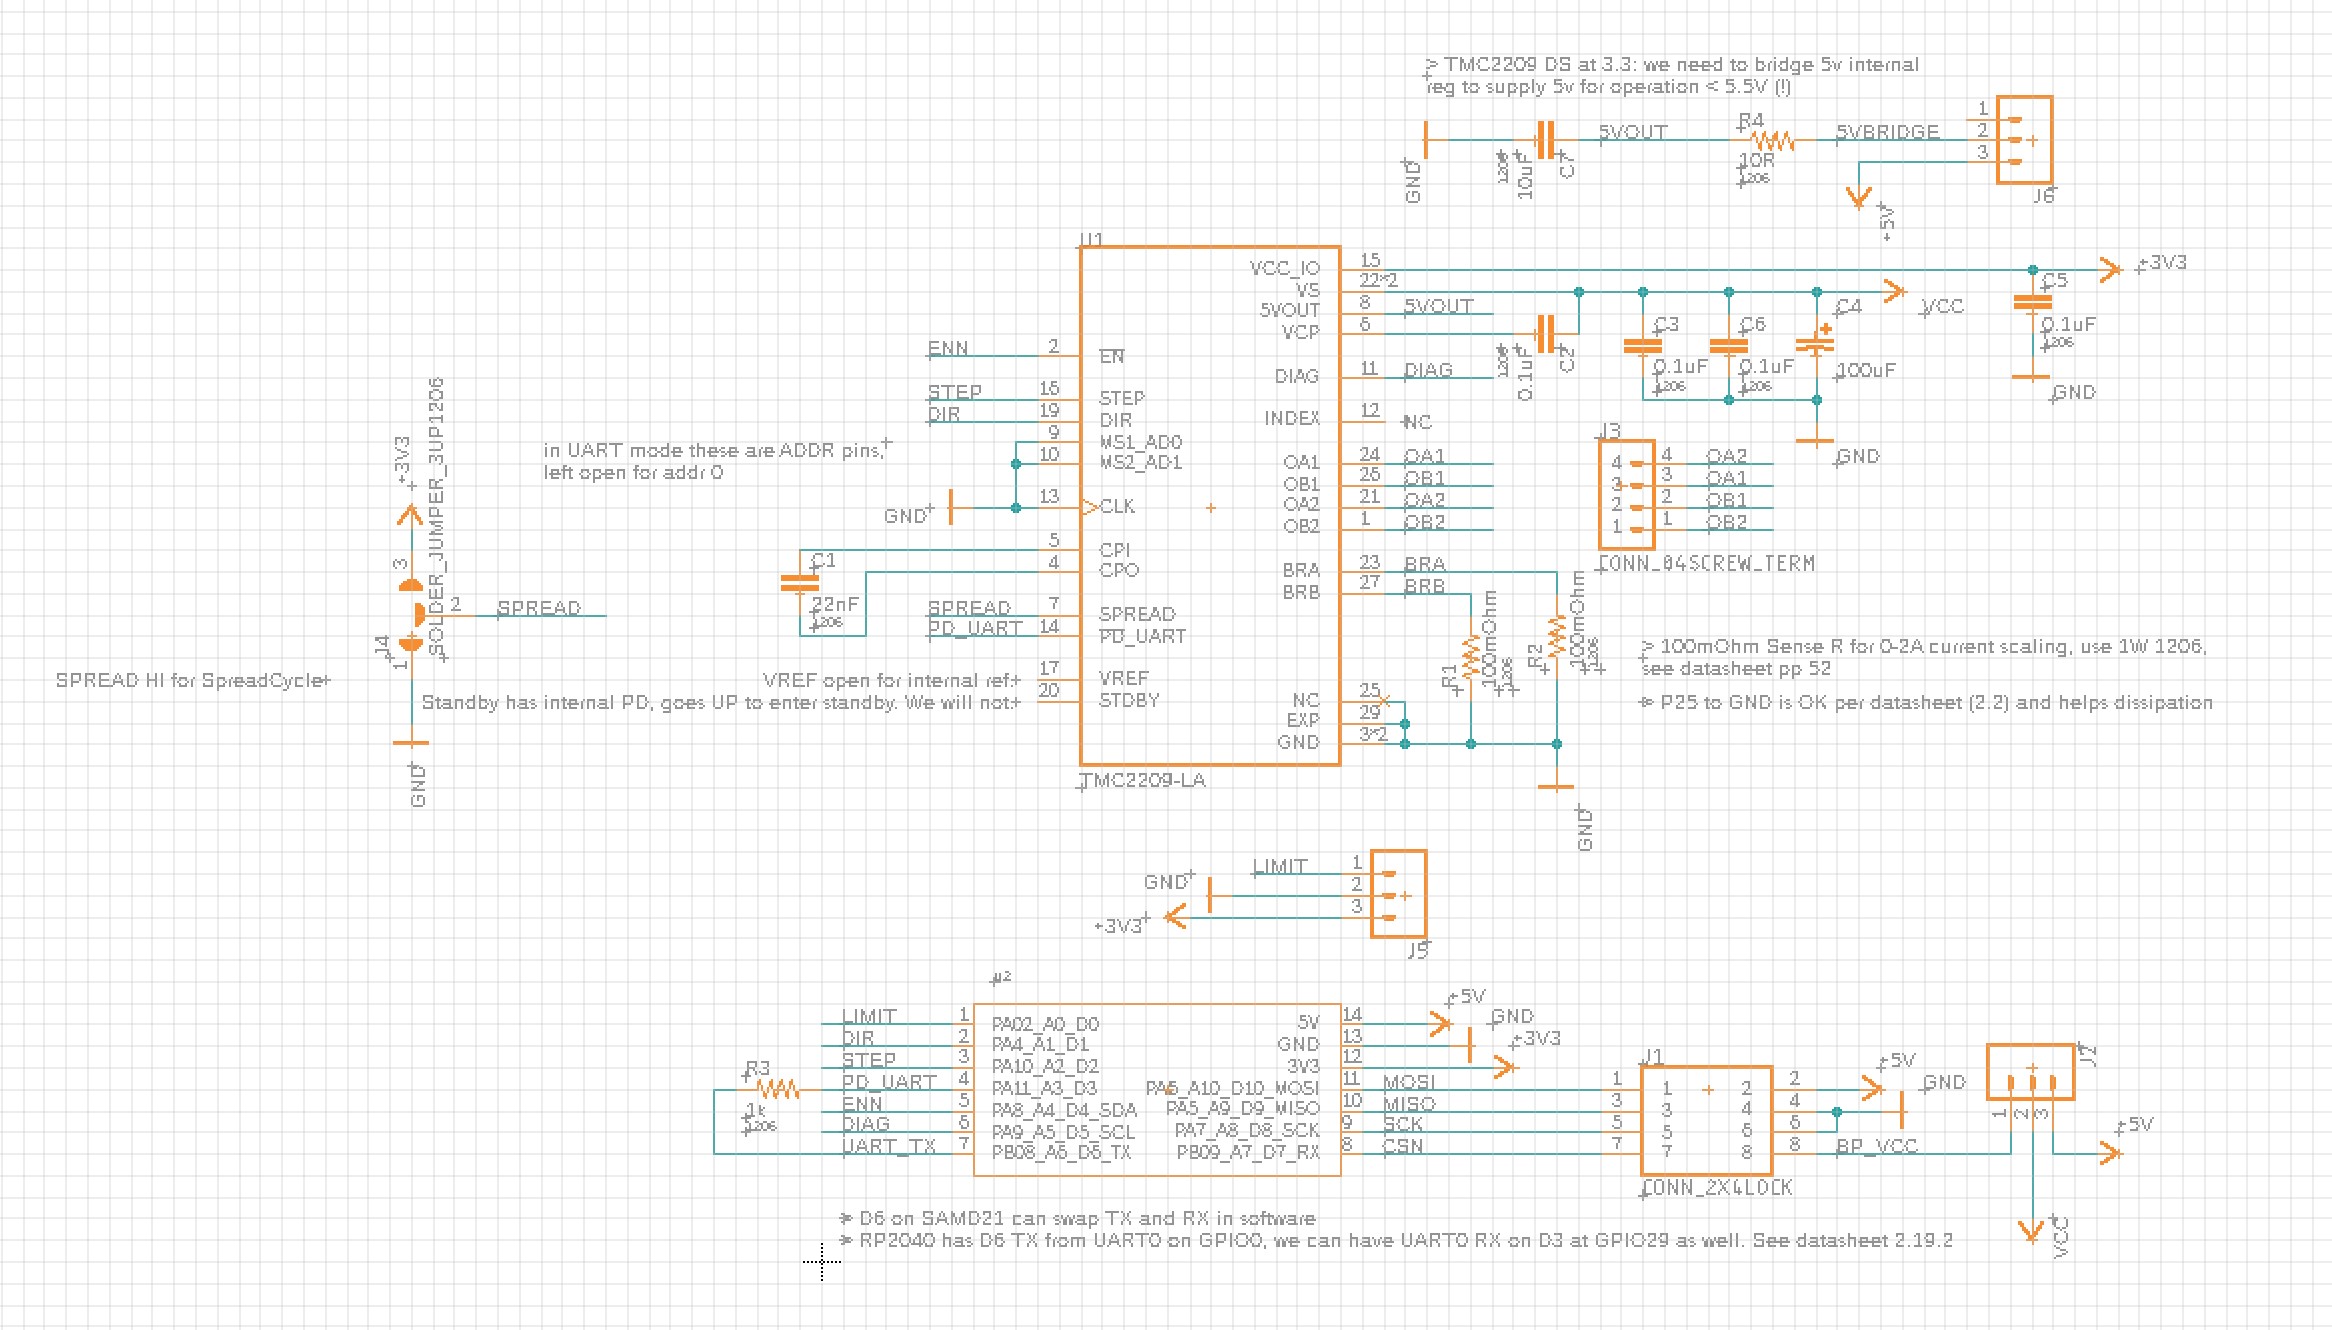 > TMC2209 DS at 3.3: we need to bridge 5v internal
reg to supply 5v for operation < 5.5V (!)
GND
1206
10uF
C7
5VOUT
R4
10R
1206
5VBRIDGE
1
2
3
J6
+5V
U1
VCC_IO 15
VS 22*2
5VOUT 8 5VOUT
VCP 6
DIAG 11 DIAG
INDEX 12 NC
OA1 24 OA1
OB1 26 OB1
OA2 21 OA2
OB2 1 OB2
BRA 23 BRA
BRB 27 BRB
NC 25
EXP 29
GND 3*2
+3V3
C5
0.1uF
1206
GND
VCC
1206
0.1uF
C2
C3
0.1uF
1206
C6
0.1uF
1206
C4
100uF
GND
ENN 2 EN
STEP 16 STEP
DIR 19 DIR
9 MS1_AD0
10 MS2_AD1
GND 13 CLK
5 CPI
4 CPO
SPREAD 7 SPREAD
PD_UART 14 PD_UART
17 VREF
20 STDBY
in UART mode these are ADDR pins,
left open for addr 0
C1
22nF
1206
+3V3
SOLDER_JUMPER_3UP1206
3
2 SPREAD
J4
1
GND
SPREAD HI for SpreadCycle
VREF open for internal ref.
Standby has internal PD, goes UP to enter standby. We will not.
TMC2209-LA
J3
4 4 OA2
3 3 OA1
2 2 OB1
1 1 OB2
CONN_04SCREW_TERM
R1
100mOhm
1206
R2
100mOhm
1206
GND
> 100mOhm Sense R for 0-2A current scaling, use 1W 1206,
see datasheet pp 52
> P25 to GND is OK per datasheet (2.2) and helps dissipation
LIMIT 1
GND 2
+3V3 3
J5
U2
LIMIT 1 PA02_A0_D0
DIR 2 PA4_A1_D1
STEP 3 PA10_A2_D2
PD_UART 4 PA11_A3_D3
ENN 5 PA8_A4_D4_SDA
DIAG 6 PA9_A5_D5_SCL
UART_TX 7 PB08_A6_D6_TX
R3
1k
1206
5V 14 +5V
GND 13 GND
3V3 12 +3V3
PA6_A10_D10_MOSI 11 MOSI
PA5_A9_D9_MISO 10 MISO
PA7_A8_D8_SCK 9 SCK
PB09_A7_D7_RX 8 CSN
J1
1 1 2 2 +5V
3 3 4 4 GND
5 5 6 6
7 7 8 8 BP_VCC
CONN_2X4LOCK
J2
1 2 3
+5V
VCC
> D6 on SAMD21 can swap TX and RX in software
> RP2040 has D6 TX from UART0 on GPIO0, we can have UART0 RX on D3 at GPIO29 as well. See datasheet 2.19.2